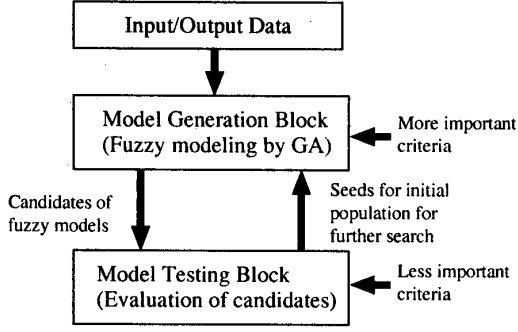 Input/Output Data
Model Generation Block
(Fuzzy modeling by GA)
More important
criteria
Candidates of
fuzzy models
Seeds for initial
population for
further search
Model Testing Block
(Evaluation of candidates)
Less important
criteria